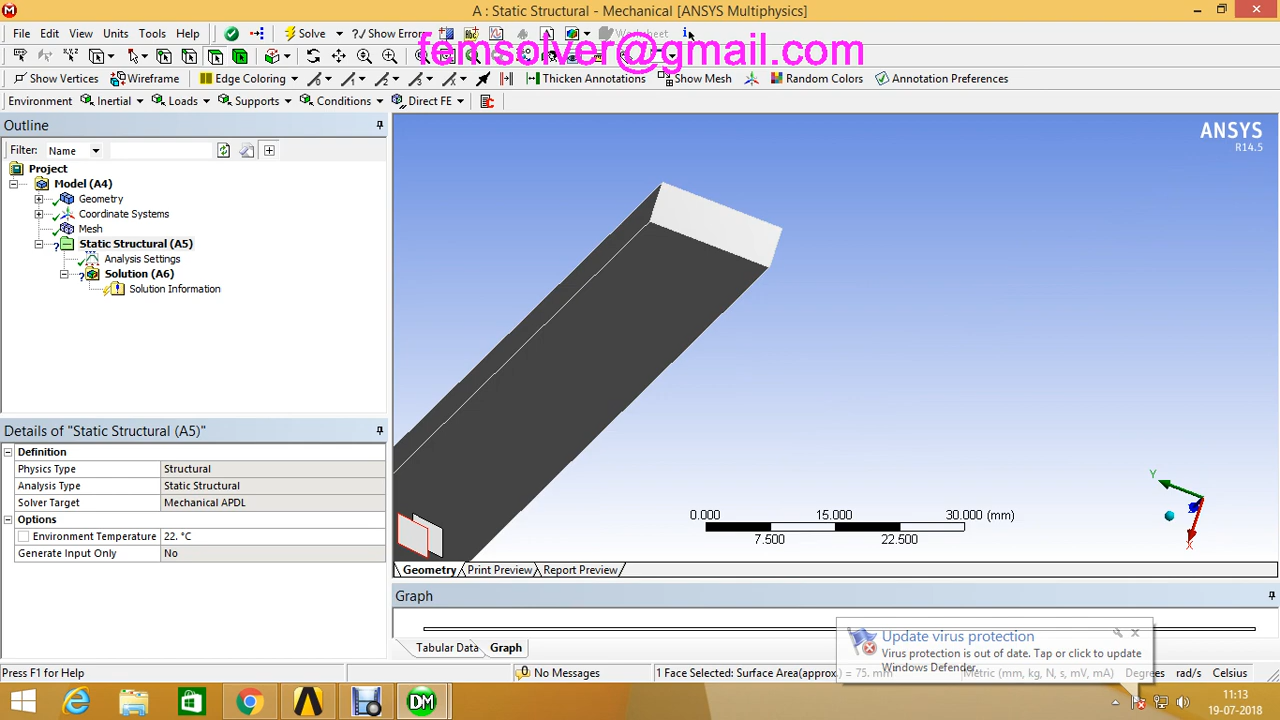 A : Static Structural - Mechanical [ANSYS Multiphysics]
File Edit View Units Tools Help Solve ?/ Show Errors Worksheet
femsolver@gmail.com
Show Vertices Wireframe Edge Coloring Thicken Annotations Show Mesh Random Colors Annotation Preferences
Environment Inertial Loads Supports Conditions Direct FE
Outline
Filter: Name
Project
Model (A4)
Geometry
Coordinate Systems
Mesh
Static Structural (A5)
Analysis Settings
Solution (A6)
Solution Information
ANSYS
R14.5
Y
X
0.000 15.000 30.000 (mm)
7.500 22.500
Details of "Static Structural (A5)"
Definition
Physics Type Structural
Analysis Type Static Structural
Solver Target Mechanical APDL
Options
Environment Temperature 22. °C
Generate Input Only No
Geometry Print Preview Report Preview
Graph
Tabular Data Graph
Update virus protection
Virus protection is out of date. Tap or click to update
Windows Defender.
Press F1 for Help 0 No Messages 1 Face Selected: Surface Area(approx.) = 75. mm Metric (mm, kg, N, s, mV, mA) Degrees rad/s Celsius
DM
11:13
19-07-2018